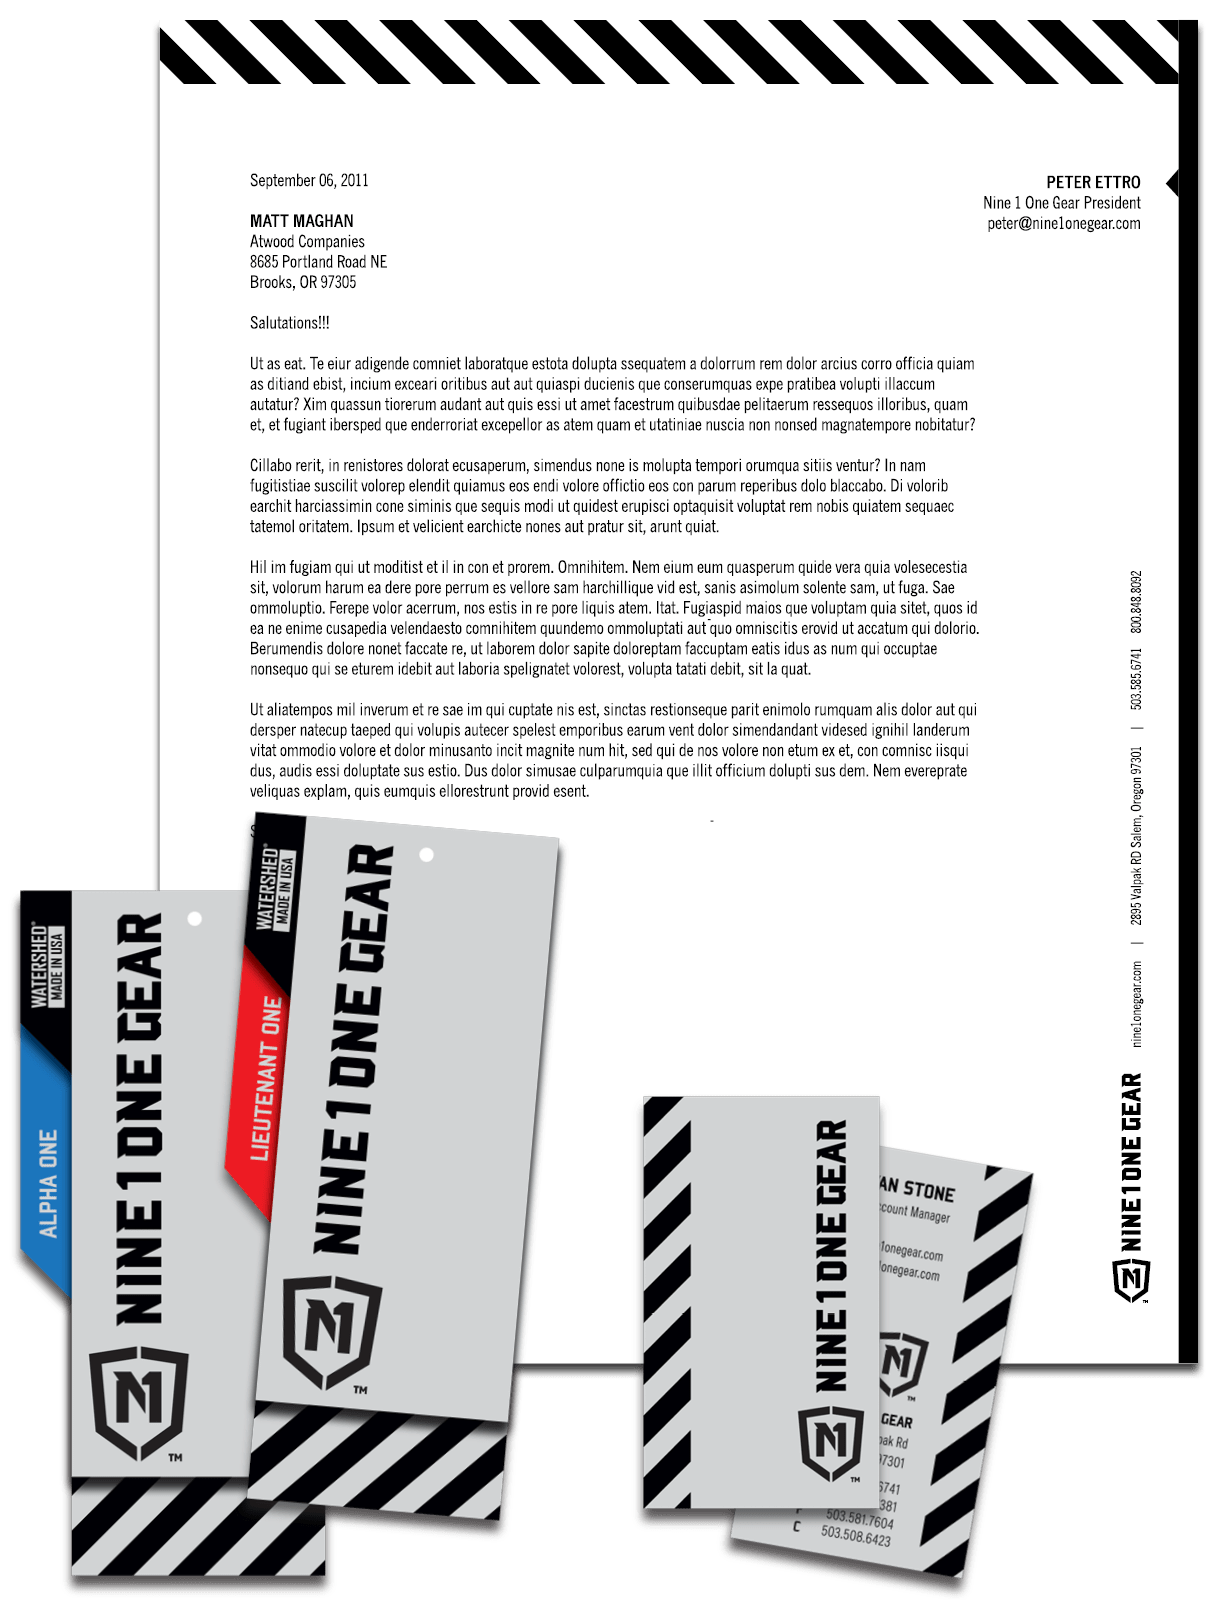 September 06, 2011
MATT MAGHAN
Atwood Companies
8685 Portland Road NE
Brooks, OR 97305
PETER ETTRO
Nine 1 One Gear President
peter@nine1onegear.com
Salutations!!!
Ut as eat. Te eiur adigende comniet laboratque estota dolupta ssequatem a dolorrum rem dolor arcius corro officia quiam
as ditiand ebist, incium exceari oritibus aut aut quiaspi ducienis que conserumquas expe pratibea volupti illaccum
autatur? Xim quassun tiorerum audant aut quis essi ut amet facestrum quibusdae pelitaerum ressequos illoribus, quam
et, et fugiant ibersped que enderroriat excepellor as atem quam et utatiniae nuscia non nonsed magnatempore nobitatur?
Cillabo rerit, in renistores dolorat ecusaperum, simendus none is molupta tempori orumqua sitiis ventur? In nam
fugitistiae suscilit volorep elendit quiamus eos endi volore offictio eos con parum reperibus dolo blaccabo. Di volorib
earchit harciassimin cone siminis que sequis modi ut quidest erupisci optaquisit voluptat rem nobis quiatem sequaec
tatemol oritatem. Ipsum et velicient earchicte nones aut pratur sit, arunt quiat.
Hil im fugiam qui ut moditist et il in con et prorem. Omnihitem. Nem eium eum quasperum quide vera quia volesecestia
sit, volorum harum ea dere pore perrum es vellore sam harchillique vid est, sanis asimolum solente sam, ut fuga. Sae
ommoluptio. Ferepe volor acerrum, nos estis in re pore liquis atem. Itat. Fugiaspid maios que voluptam quia sitet, quos id
ea ne enime cusapedia velendaesto comnihitem quundemo ommoluptati aut quo omniscitis erovid ut accatum qui dolorio.
Berumendis dolore nonet faccate re, ut laborem dolor sapite doloreptam faccuptam eatis idus as num qui occuptae
nonsequo qui se eturem idebit aut laboria spelignatet volorest, volupta tatati debit, sit la quat.
Ut aliatempos mil inverum et re sae im qui cuptate nis est, sinctas restionseque parit enimolo rumquam alis dolor aut qui
dersper natecup taeped qui volupis autecer spelest emporibus earum vent dolor simendandant videsed ignihil landerum
vitat ommodio volore et dolor minusanto incit magnite num hit, sed qui de nos volore non etum ex et, con comnisc iisqui
dus, audis essi doluptate sus estio. Dus dolor simusae culparumquia que illit officium dolupti sus dem. Nem evereprate
veliquas explam, quis eumquis ellorestrunt provid esent.
NINE1ONE GEAR nine1onegear.com | 2895 Valpak RD Salem, Oregon 97301 | 503.585.6741 800.848.8092
N1
TM
WATERSHED®
MADE IN USA
ALPHA ONE
NINE1ONE GEAR
N1
TM
WATERSHED®
MADE IN USA
LIEUTENANT ONE
NINE1ONE GEAR
N1
TM
NINE1ONE GEAR
N1
TM
STONE
Manager
1onegear.com
onegear.com
N1
TM
GEAR
Rd
97301
6741
381
503.581.7604
C 503.508.6423